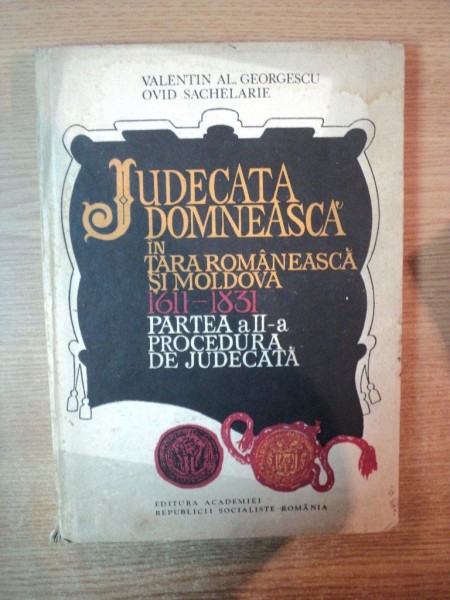 VALENTIN AL. GEORGESCU
OVID SACHELARIE
JUDECATA
DOMNEASCĂ
ÎN
ȚARA ROMÂNEASCĂ
ȘI MOLDOVA
1611-1831
PARTEA aII-a
PROCEDURA
DE JUDECATĂ
EDITURA ACADEMIEI
REPUBLICII SOCIALISTE ROMÂNIA